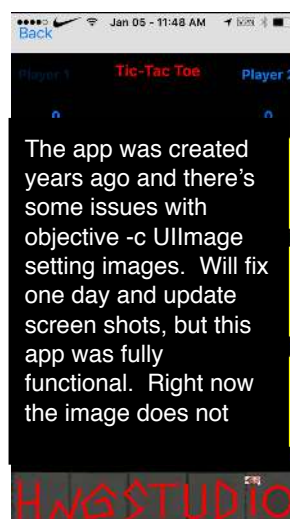 Jan 05 - 11:48 AM
Back
Player 1 Tic-Tac Toe Player 2
0 0
The app was created
years ago and there's
some issues with
objective -c UIImage
setting images. Will fix
one day and update
screen shots, but this
app was fully
functional. Right now
the image does not
HNGSTUDIO